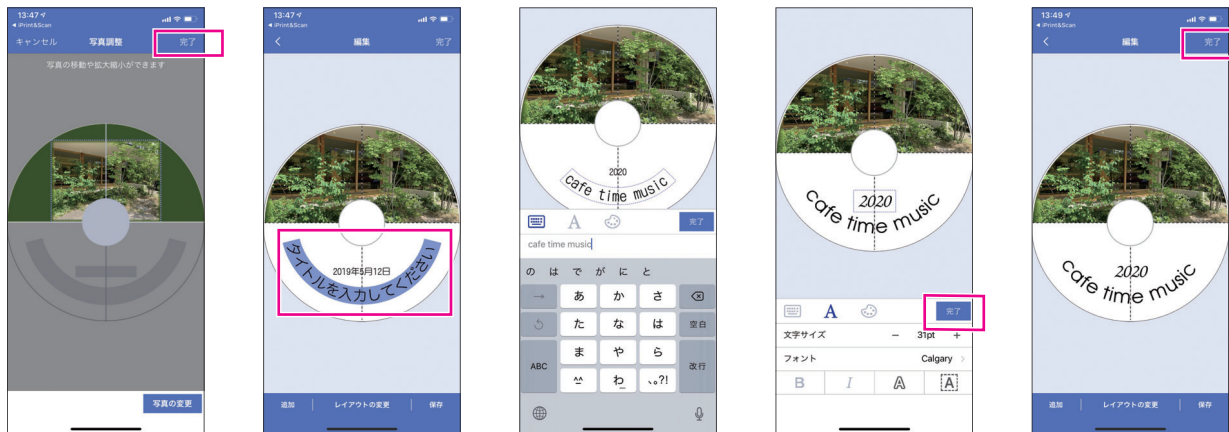 13:47
◀ iPrint&Scan
キャンセル
写真調整
完了
写真の移動や拡大縮小ができます
写真の変更
13:47
◀ iPrint&Scan
編集
完了
2019年5月12日
タイトルを入力してください
追加
レイアウトの変更
保存
2020
cafe time music
A
完了
cafe time music
の は で が に と
→ あ か さ
た な は 空白
ABC ま や ら 改行
^^ わ 、。?!
2020
cafe time music
A
完了
文字サイズ − 31pt +
フォント Calgary >
B I A A
13:49
◀ iPrint&Scan
編集
完了
2020
cafe time music
追加
レイアウトの変更
保存